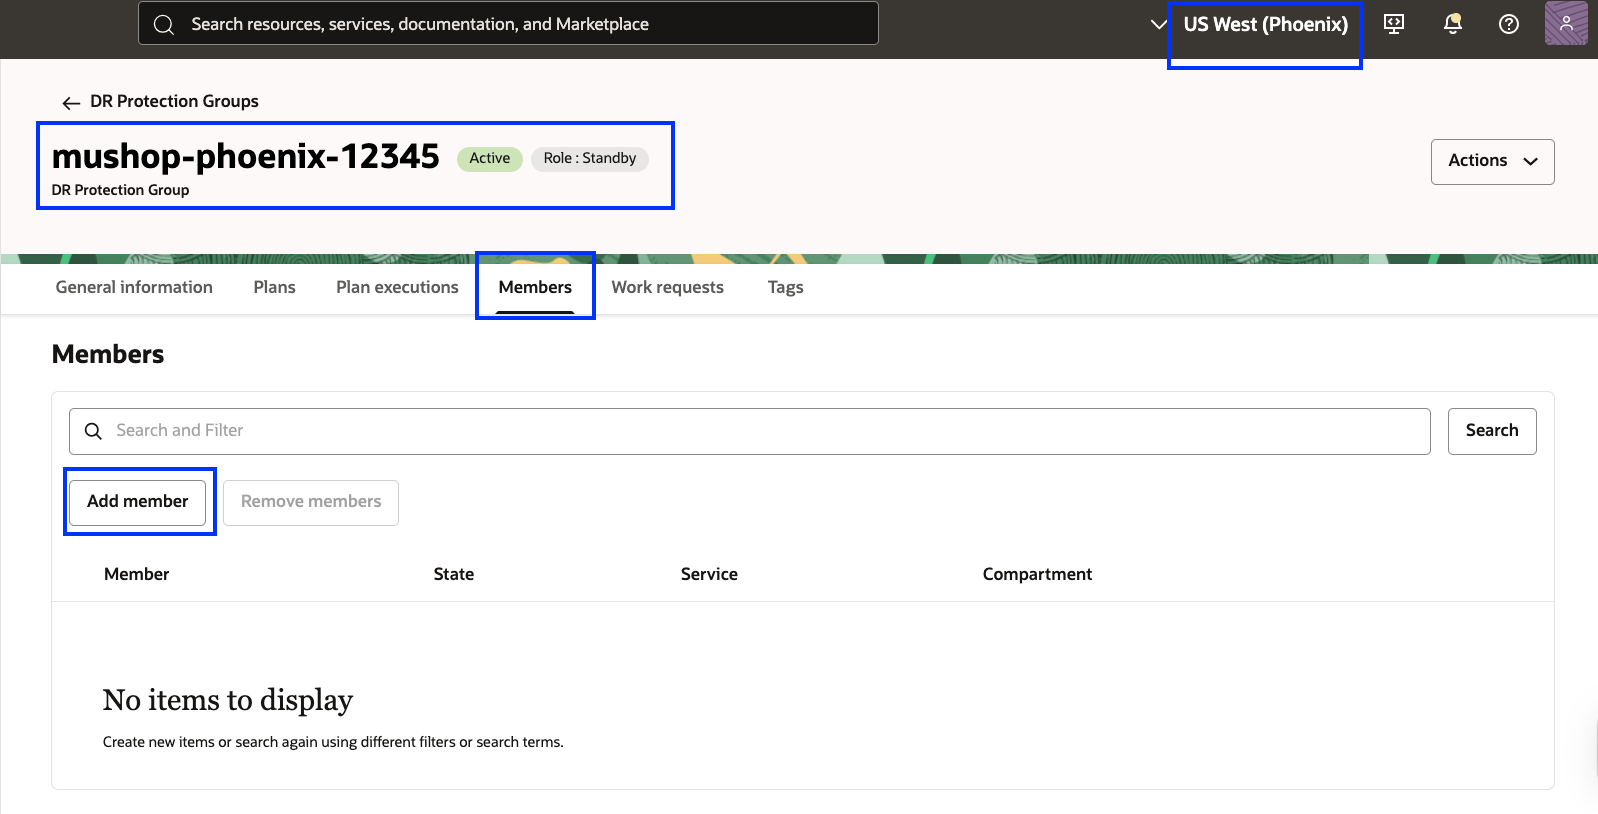 Search resources, services, documentation, and Marketplace
US West (Phoenix)
DR Protection Groups
mushop-phoenix-12345 Active Role : Standby
DR Protection Group
Actions
General information Plans Plan executions Members Work requests Tags
Members
Search and Filter Search
Add member Remove members
Member State Service Compartment
No items to display
Create new items or search again using different filters or search terms.